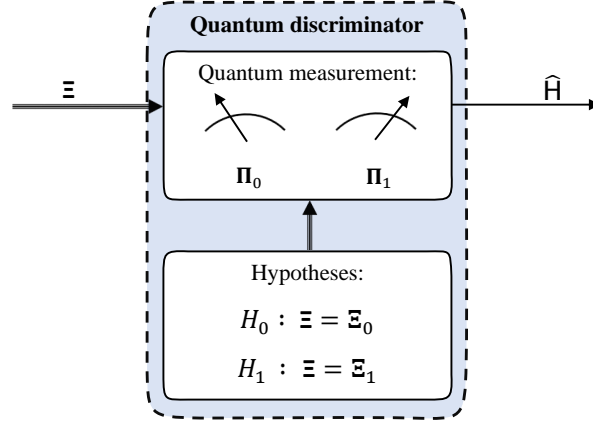 Quantum discriminator
Quantum measurement:
Ξ
Ĥ
Π₀ Π₁
Hypotheses:
H₀ : Ξ = Ξ₀
H₁ : Ξ = Ξ₁